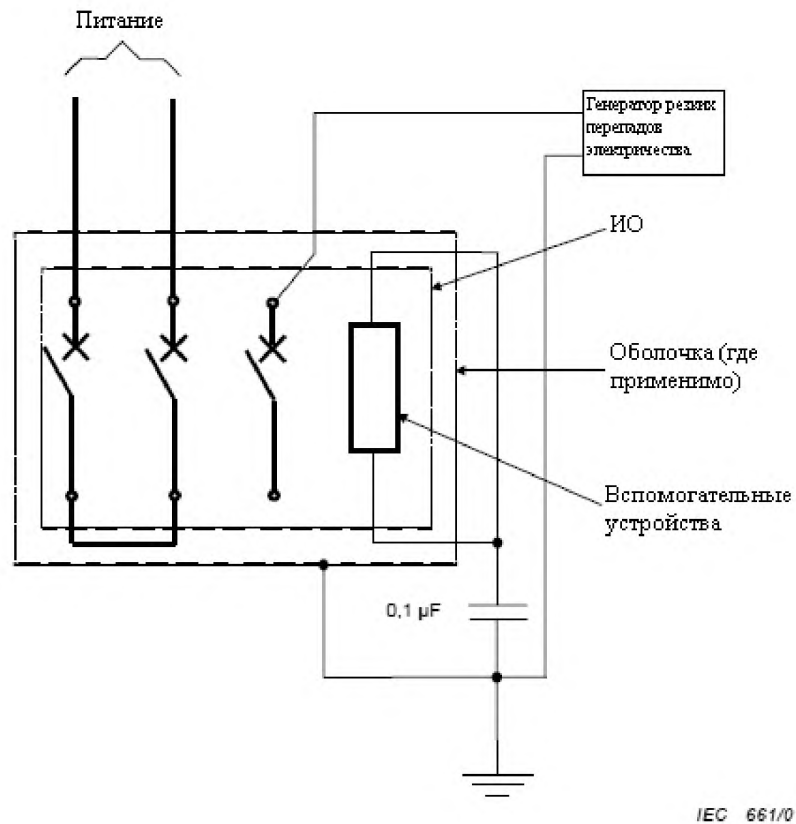 Питание
Генератор резких
перепадов
электричества
ИО
Оболочка (где
применимо)
Вспомогательные
устройства
0,1 µF
IEC 661/0